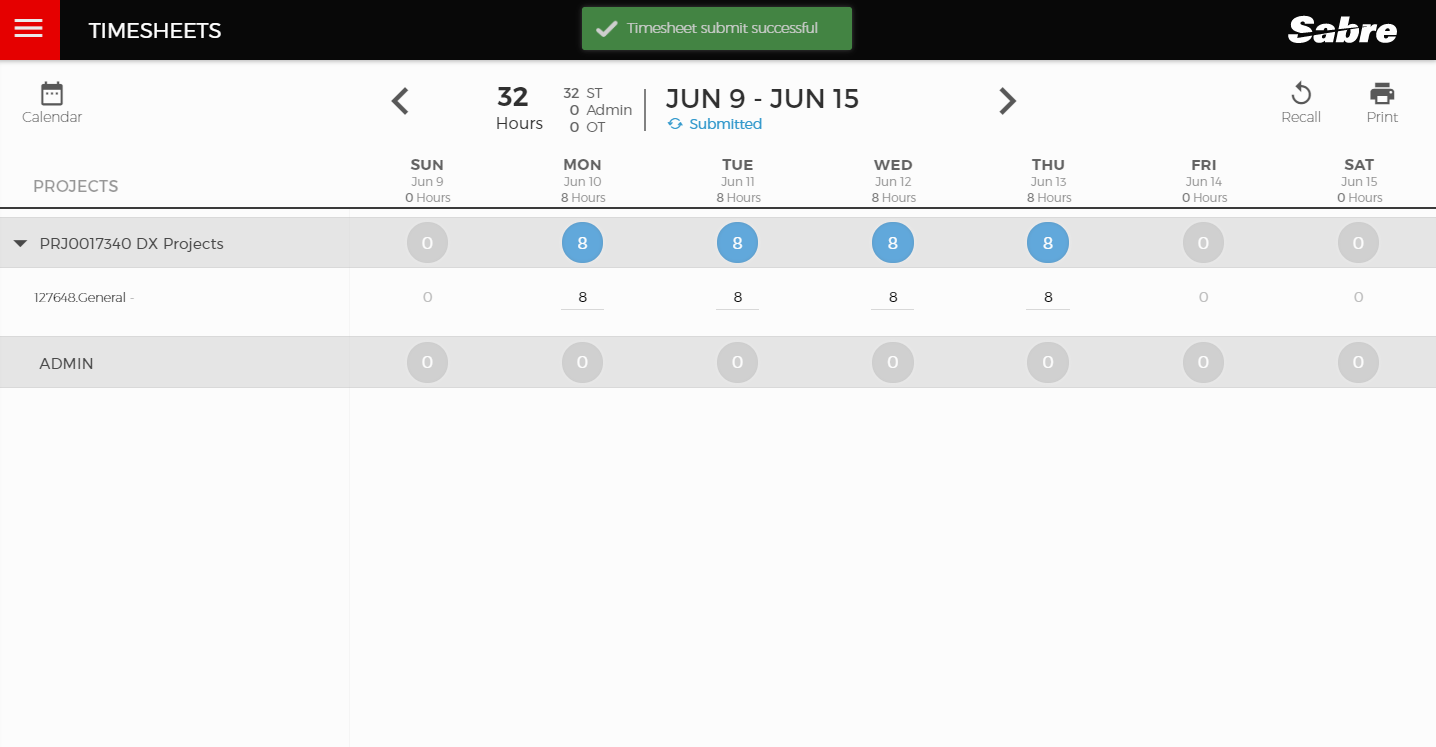 TIMESHEETS
Timesheet submit successful
Sabre
Calendar
32
Hours
32 ST
0 Admin
0 OT
JUN 9 - JUN 15
Submitted
Recall
Print
PROJECTS
SUN MON TUE WED THU FRI SAT
Jun 9 Jun 10 Jun 11 Jun 12 Jun 13 Jun 14 Jun 15
0 Hours 8 Hours 8 Hours 8 Hours 8 Hours 0 Hours 0 Hours
PRJ0017340 DX Projects 0 8 8 8 8 0 0
127648.General - 0 8 8 8 8 0 0
ADMIN 0 0 0 0 0 0 0